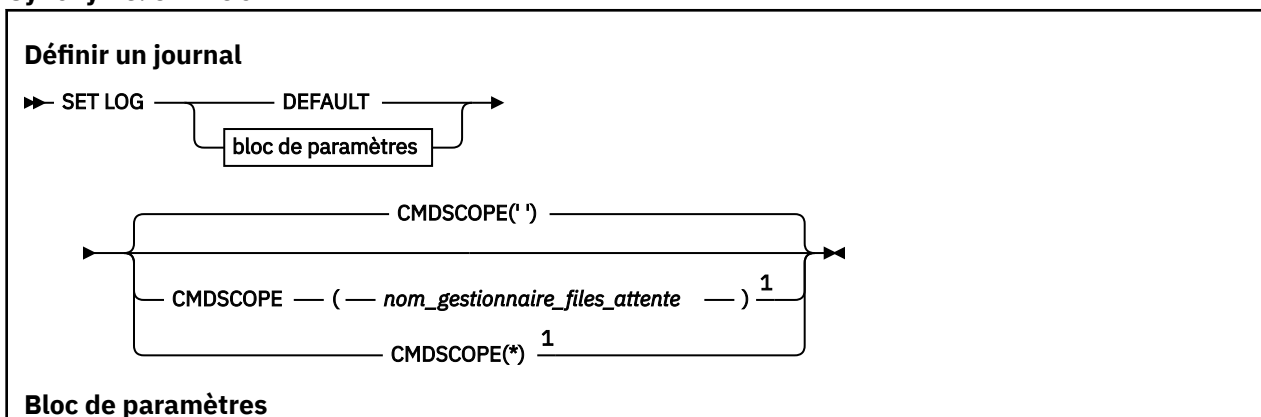 Définir un journal
SET LOG DEFAULT
bloc de paramètres
CMDSCOPE(' ')
CMDSCOPE ( nom_gestionnaire_files_attente ) 1
CMDSCOPE(*) 1
Bloc de paramètres